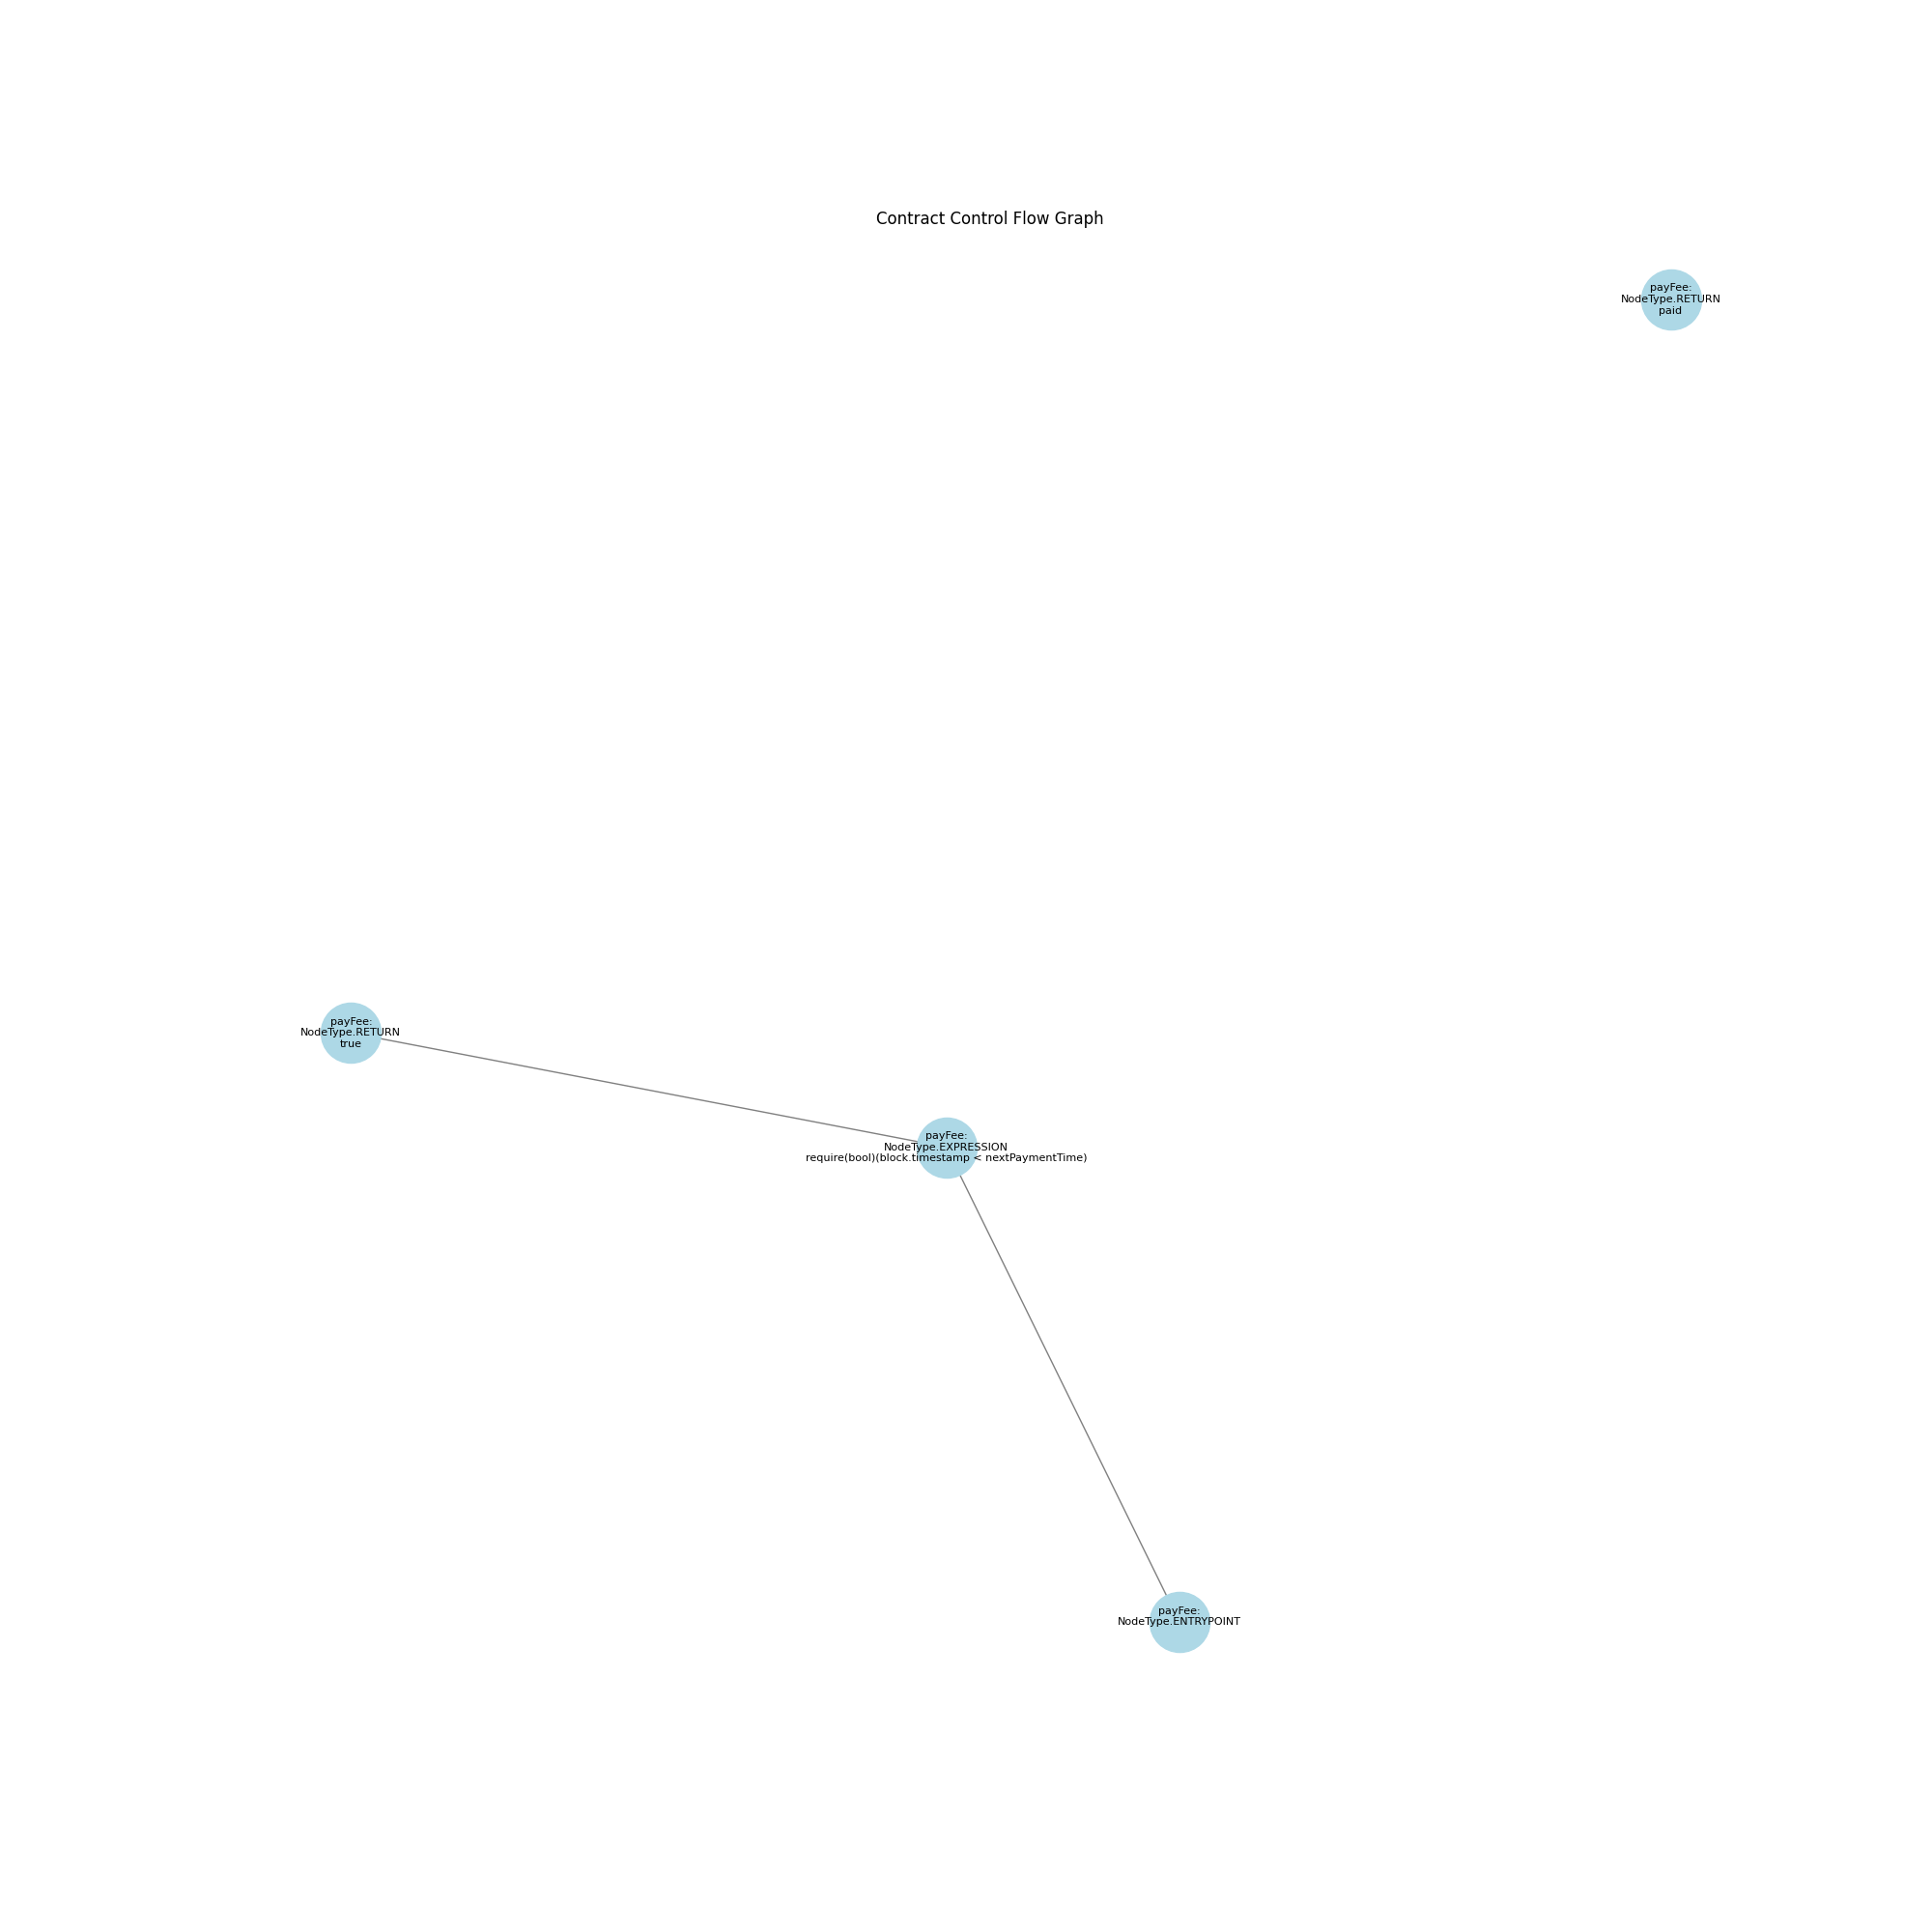 Contract Control Flow Graph
payFee:
NodeType.RETURN
paid
payFee:
NodeType.RETURN
true
payFee:
NodeType.EXPRESSION
require(bool)(block.timestamp < nextPaymentTime)
payFee:
NodeType.ENTRYPOINT